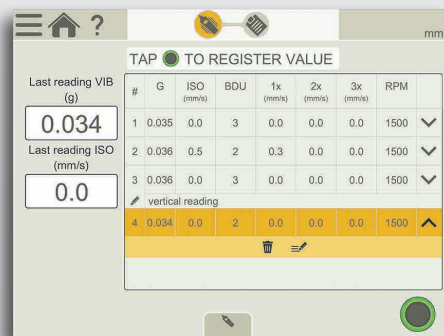 ?
mm
TAP TO REGISTER VALUE
Last reading VIB
(g)
0.034
Last reading ISO
(mm/s)
0.0
# G ISO (mm/s) BDU 1x (mm/s) 2x (mm/s) 3x (mm/s) RPM
1 0.035 0.0 3 0.0 0.0 0.0 1500
2 0.036 0.5 2 0.3 0.0 0.0 1500
3 0.036 0.0 3 0.0 0.0 0.0 1500
vertical reading
4 0.034 0.0 2 0.0 0.0 0.0 1500